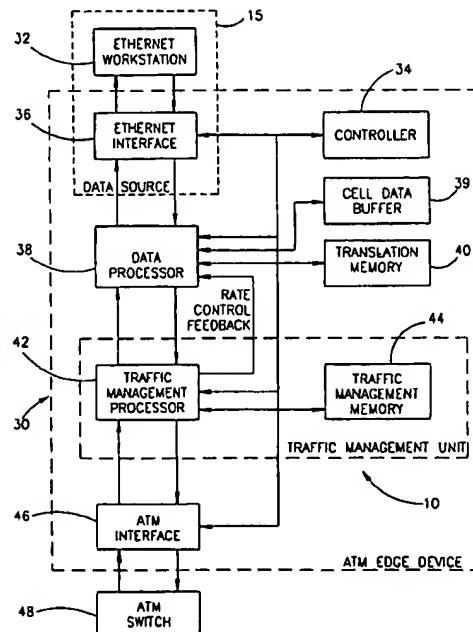 32
15
ETHERNET
WORKSTATION
34
36
ETHERNET
INTERFACE
CONTROLLER
DATA SOURCE
39
CELL DATA
BUFFER
38
DATA
PROCESSOR
TRANSLATION
MEMORY
40
RATE
CONTROL
FEEDBACK
42
44
TRAFFIC
MANAGEMENT
PROCESSOR
TRAFFIC
MANAGEMENT
MEMORY
30
TRAFFIC MANAGEMENT UNIT
10
46
ATM
INTERFACE
ATM EDGE DEVICE
48
ATM
SWITCH